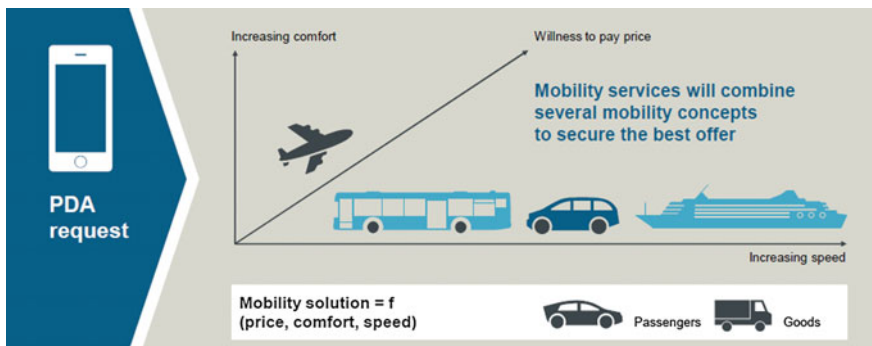 PDA
request
Increasing comfort
Willness to pay price
Mobility services will combine
several mobility concepts
to secure the best offer
Increasing speed
Mobility solution = f
(price, comfort, speed)
Passengers
Goods